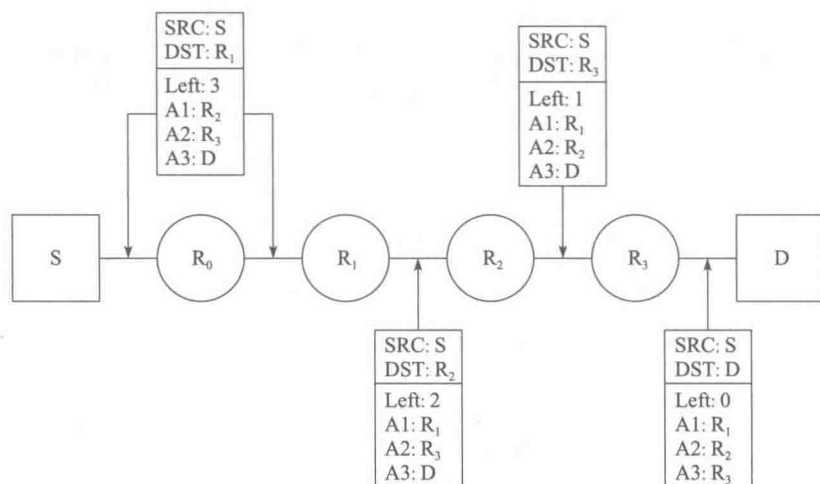 SRC: S
DST: R₁
Left: 3
A1: R₂
A2: R₃
A3: D
SRC: S
DST: R₃
Left: 1
A1: R₁
A2: R₂
A3: D
S
R₀
R₁
R₂
R₃
D
SRC: S
DST: R₂
Left: 2
A1: R₁
A2: R₃
A3: D
SRC: S
DST: D
Left: 0
A1: R₁
A2: R₂
A3: R₃